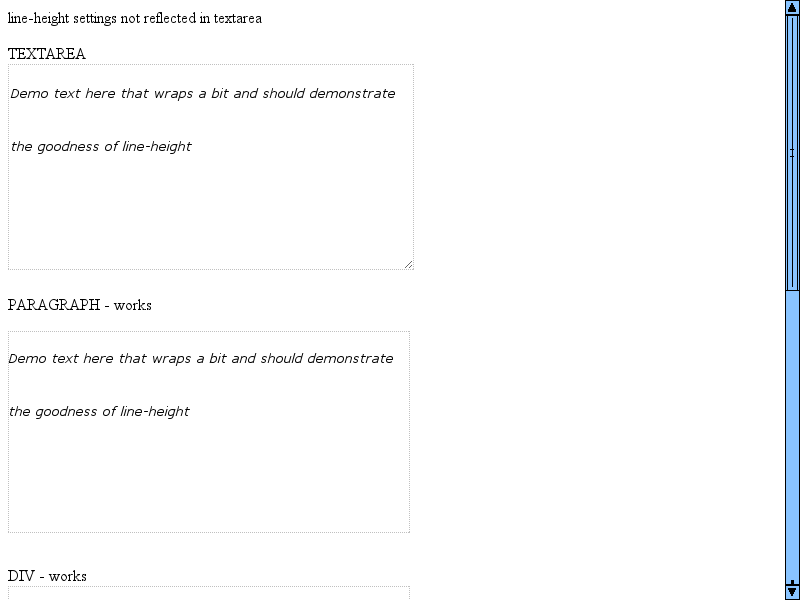 line-height settings not reflected in textarea
TEXTAREA
Demo text here that wraps a bit and should demonstrate
the goodness of line-height
PARAGRAPH - works
Demo text here that wraps a bit and should demonstrate
the goodness of line-height
DIV - works